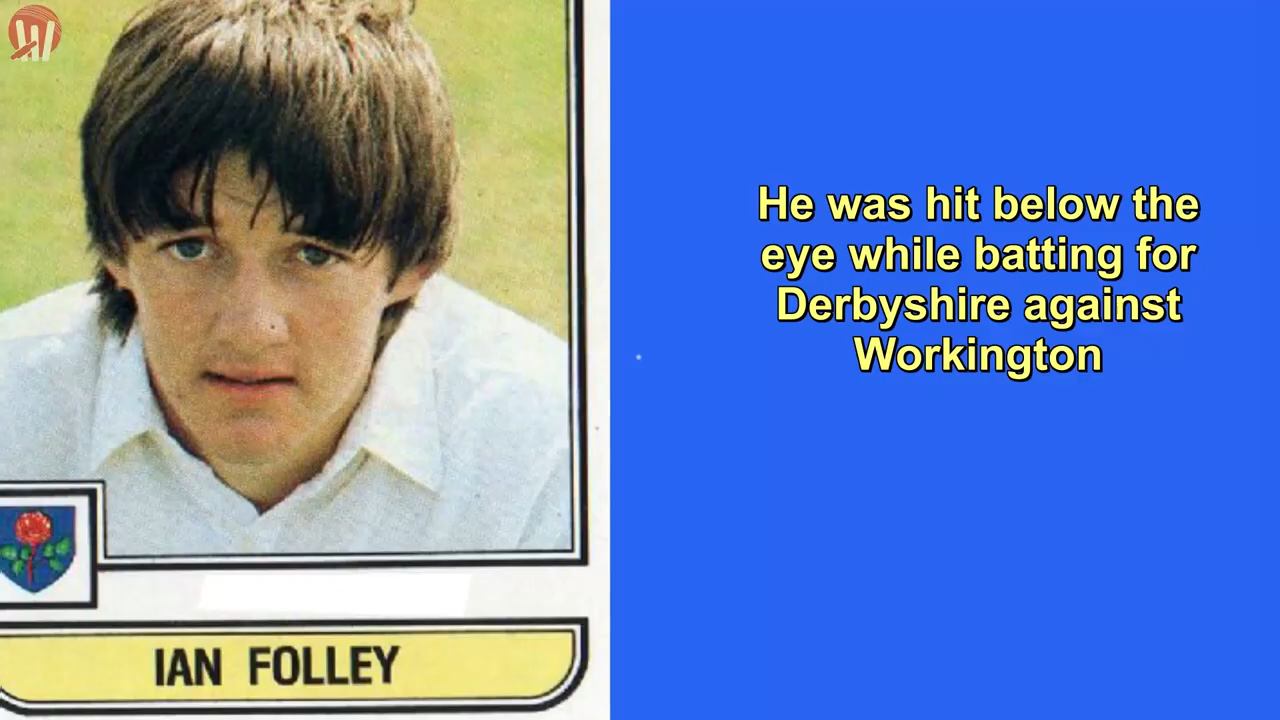 He was hit below the
eye while batting for
Derbyshire against
Workington
IAN FOLLEY